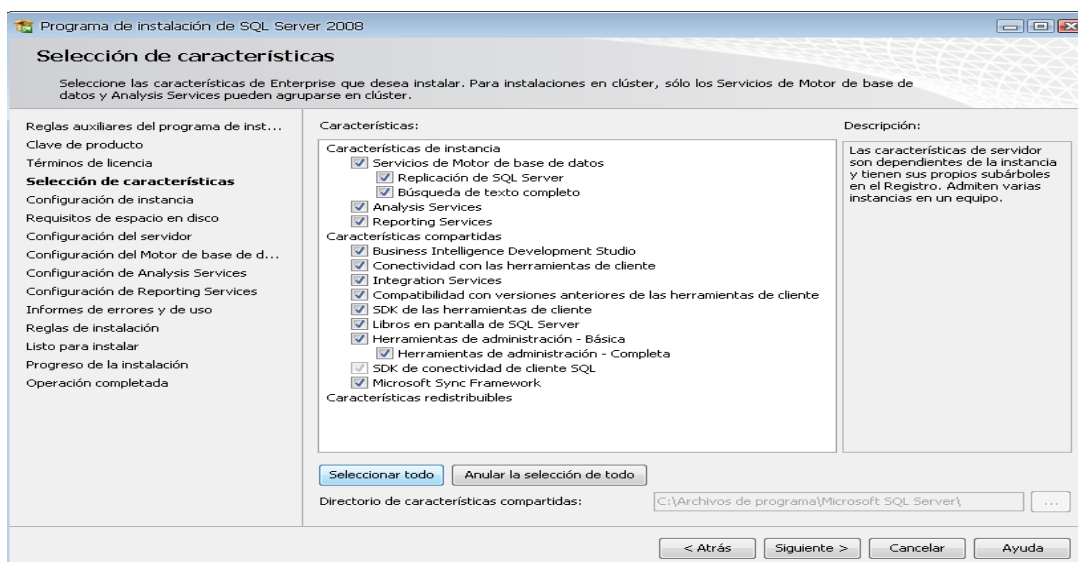 Programa de instalación de SQL Server 2008
Selección de características
Seleccione las características de Enterprise que desea instalar. Para instalaciones en clúster, sólo los Servicios de Motor de base de
datos y Analysis Services pueden agruparse en clúster.
Reglas auxiliares del programa de inst...
Clave de producto
Términos de licencia
Selección de características
Configuración de instancia
Requisitos de espacio en disco
Configuración del servidor
Configuración del Motor de base de d...
Configuración de Analysis Services
Configuración de Reporting Services
Informes de errores y de uso
Reglas de instalación
Listo para instalar
Progreso de la instalación
Operación completada
Características:
Características de instancia
Servicios de Motor de base de datos
Replicación de SQL Server
Búsqueda de texto completo
Analysis Services
Reporting Services
Características compartidas
Business Intelligence Development Studio
Conectividad con las herramientas de cliente
Integration Services
Compatibilidad con versiones anteriores de las herramientas de cliente
SDK de las herramientas de cliente
Libros en pantalla de SQL Server
Herramientas de administración - Básica
Herramientas de administración - Completa
SDK de conectividad de cliente SQL
Microsoft Sync Framework
Características redistribuibles
Descripción:
Las características de servidor
son dependientes de la instancia
y tienen sus propios subárboles
en el Registro. Admiten varias
instancias en un equipo.
Seleccionar todo
Anular la selección de todo
Directorio de características compartidas:
C:\Archivos de programa\Microsoft SQL Server\
...
< Atrás
Siguiente >
Cancelar
Ayuda